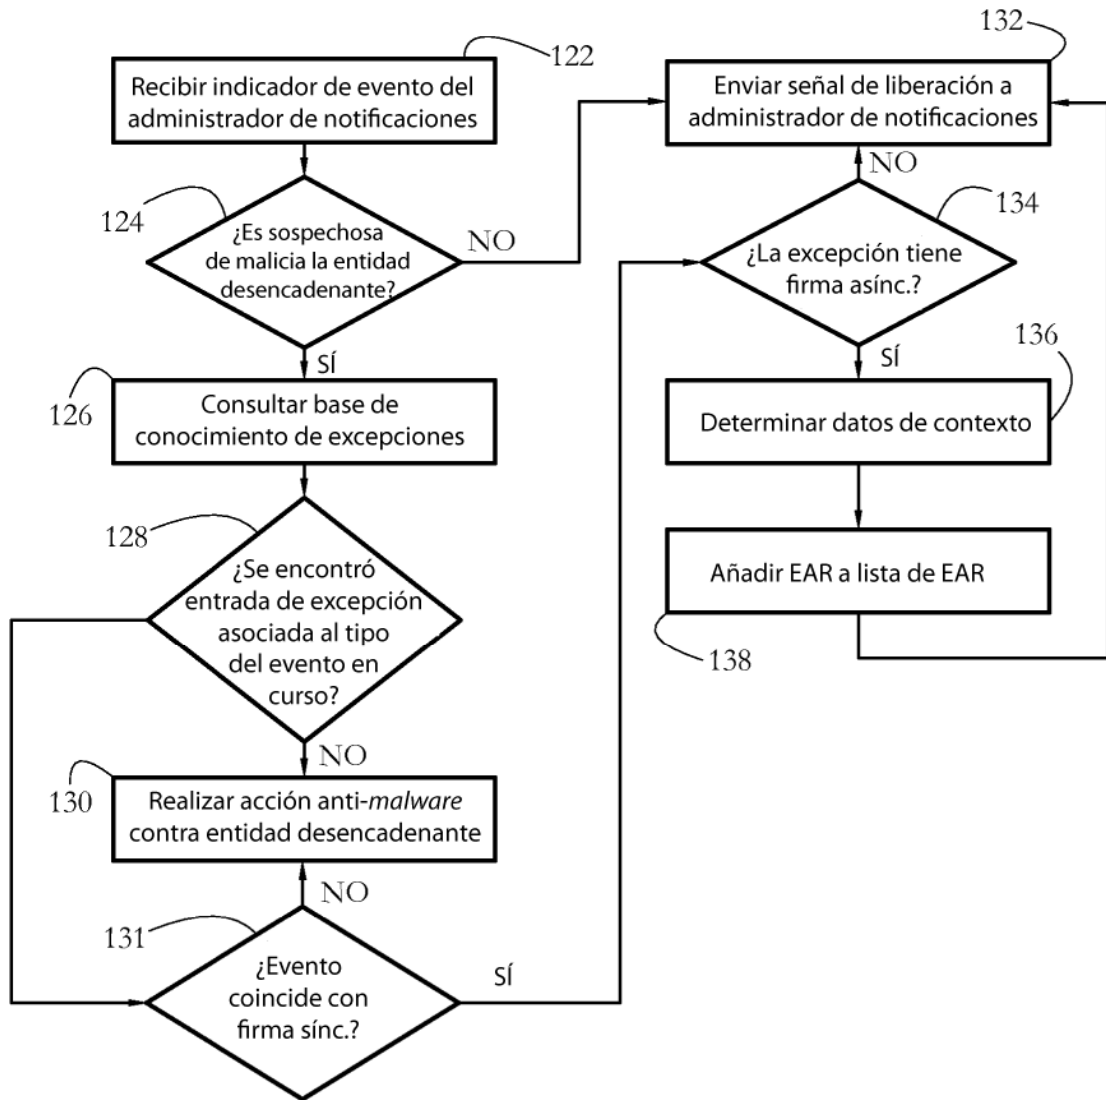 122
Recibir indicador de evento del
administrador de notificaciones
124
¿Es sospechosa
de malicia la entidad
desencadenante?
NO
SÍ
126
Consultar base de
conocimiento de excepciones
128
¿Se encontró
entrada de excepción
asociada al tipo
del evento en
curso?
NO
130
Realizar acción anti-malware
contra entidad desencadenante
NO
131
¿Evento
coincide con
firma sínc.?
SÍ
132
Enviar señal de liberación a
administrador de notificaciones
NO
134
¿La excepción tiene
firma asínc.?
SÍ
136
Determinar datos de contexto
Añadir EAR a lista de EAR
138